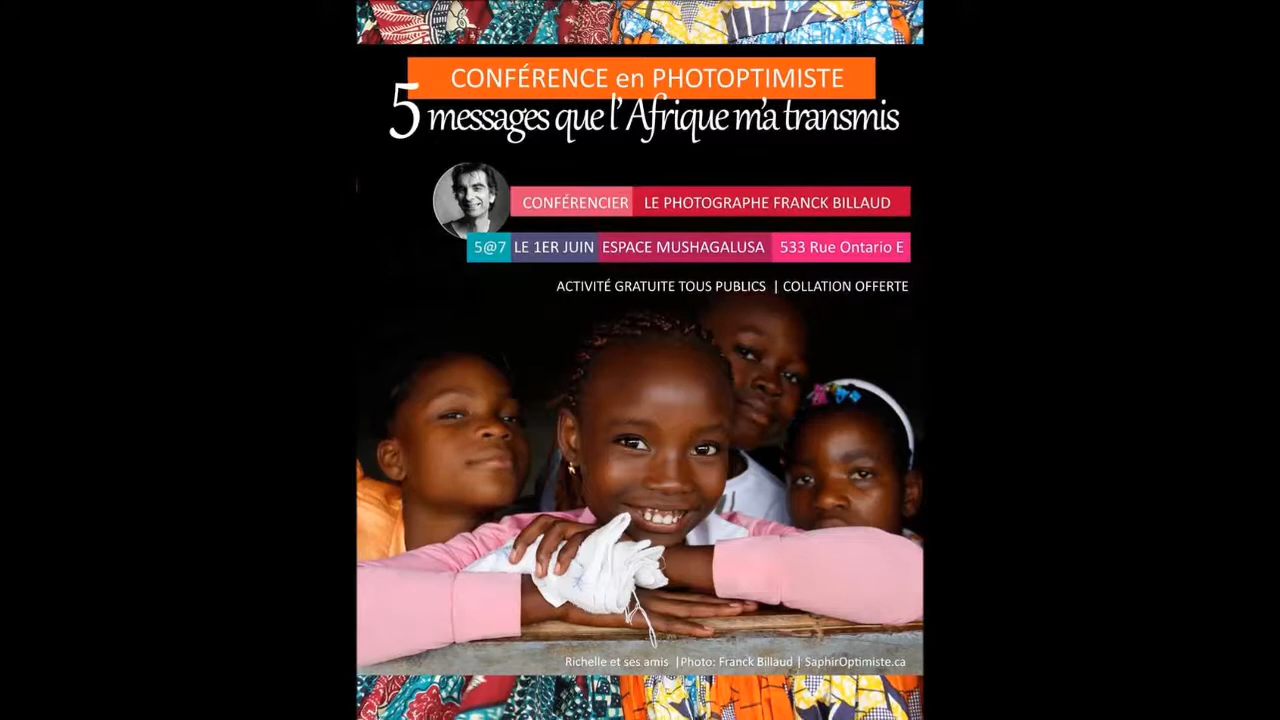 CONFÉRENCE en PHOTOPTIMISTE
5 messages que l'Afrique m'a transmis
CONFÉRENCIER LE PHOTOGRAPHE FRANCK BILLAUD
5@7 LE 1ER JUIN ESPACE MUSHAGALUSA 533 Rue Ontario E
ACTIVITÉ GRATUITE TOUS PUBLICS | COLLATION OFFERTE
Richelle et ses amis |Photo: Franck Billaud | SaphirOptimiste.ca